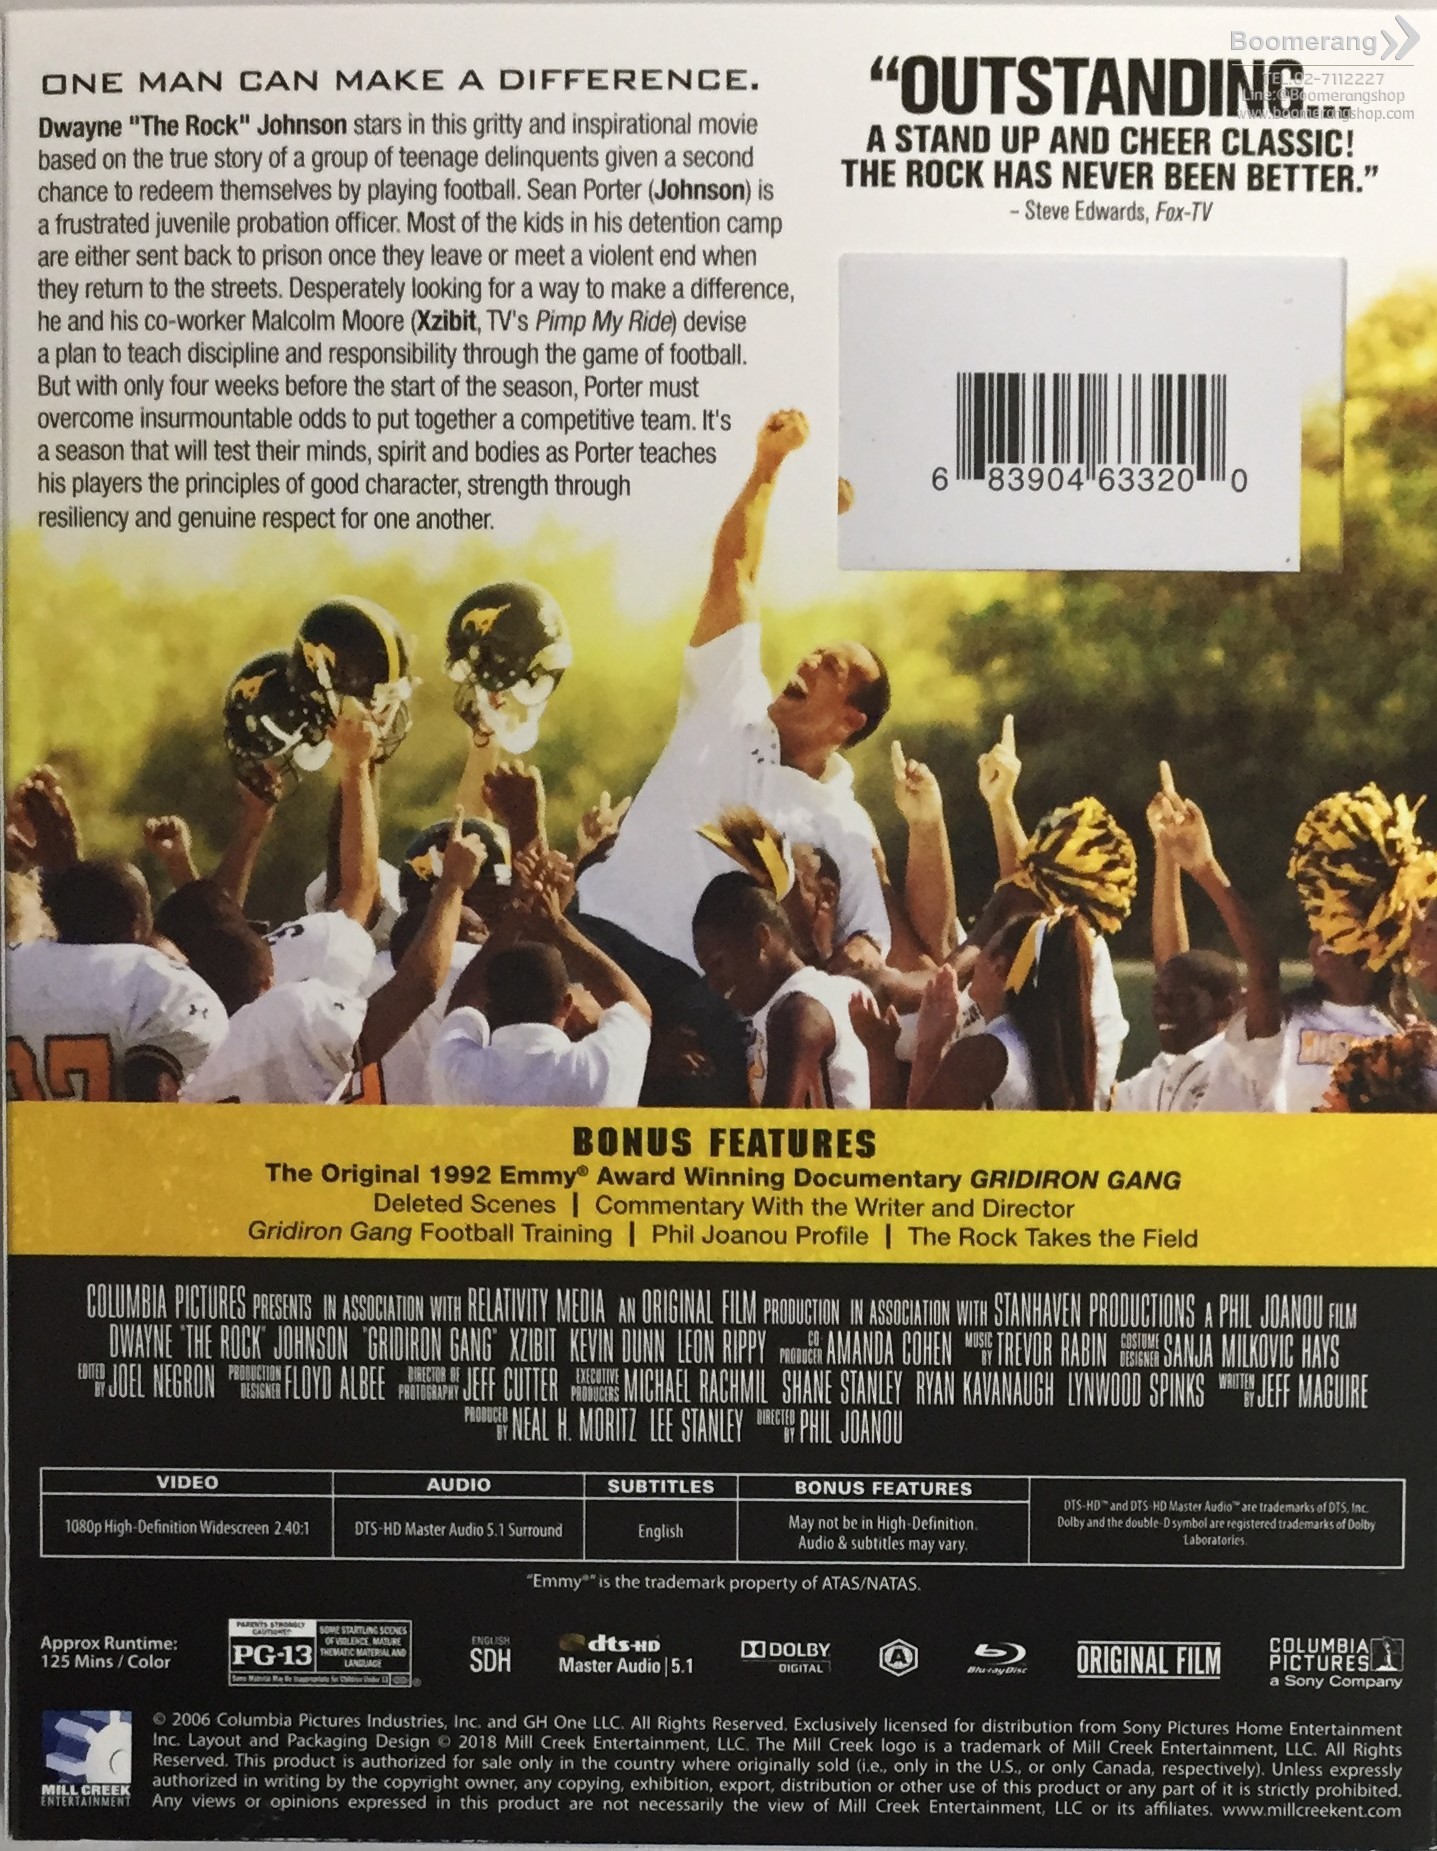 Boomerang
TEL.02-7112227
Line:@Boomerangshop
www.boomerangshop.com
ONE MAN CAN MAKE A DIFFERENCE.
Dwayne "The Rock" Johnson stars in this gritty and inspirational movie
based on the true story of a group of teenage delinquents given a second
chance to redeem themselves by playing football. Sean Porter (Johnson) is
a frustrated juvenile probation officer. Most of the kids in his detention camp
are either sent back to prison once they leave or meet a violent end when
they return to the streets. Desperately looking for a way to make a difference,
he and his co-worker Malcolm Moore (Xzibit, TV's Pimp My Ride) devise
a plan to teach discipline and responsibility through the game of football.
But with only four weeks before the start of the season, Porter must
overcome insurmountable odds to put together a competitive team. It's
a season that will test their minds, spirit and bodies as Porter teaches
his players the principles of good character, strength through
resiliency and genuine respect for one another.
“OUTSTANDING...
A STAND UP AND CHEER CLASSIC!
THE ROCK HAS NEVER BEEN BETTER.”
– Steve Edwards, Fox-TV
6 83904 63320 0
BONUS FEATURES
The Original 1992 Emmy® Award Winning Documentary GRIDIRON GANG
Deleted Scenes | Commentary With the Writer and Director
Gridiron Gang Football Training | Phil Joanou Profile | The Rock Takes the Field
COLUMBIA PICTURES PRESENTS IN ASSOCIATION WITH RELATIVITY MEDIA AN ORIGINAL FILM PRODUCTION IN ASSOCIATION WITH STANHAVEN PRODUCTIONS A PHIL JOANOU FILM
DWAYNE "THE ROCK" JOHNSON "GRIDIRON GANG" XZIBIT KEVIN DUNN LEON RIPPY CO-PRODUCER AMANDA COHEN MUSIC BY TREVOR RABIN COSTUME DESIGNER SANJA MILKOVIC HAYS
EDITED BY JOEL NEGRON PRODUCTION DESIGNER FLOYD ALBEE DIRECTOR OF PHOTOGRAPHY JEFF CUTTER EXECUTIVE PRODUCERS MICHAEL RACHMIL SHANE STANLEY RYAN KAVANAUGH LYNWOOD SPINKS WRITTEN BY JEFF MAGUIRE
PRODUCED BY NEAL H. MORITZ LEE STANLEY DIRECTED BY PHIL JOANOU
VIDEO
1080p High-Definition Widescreen 2.40:1
AUDIO
DTS-HD Master Audio 5.1 Surround
SUBTITLES
English
BONUS FEATURES
May not be in High-Definition.
Audio & subtitles may vary.
DTS-HD™ and DTS-HD Master Audio™ are trademarks of DTS, Inc.
Dolby and the double-D symbol are registered trademarks of Dolby
Laboratories.
"Emmy®" is the trademark property of ATAS/NATAS.
Approx Runtime:
125 Mins / Color
PARENTS STRONGLY
CAUTIONED
PG-13
SOME STARTLING SCENES
OF VIOLENCE, MATURE
THEMATIC MATERIAL AND
LANGUAGE
Some Material May Be Inappropriate for Children Under 13
ENGLISH
SDH
dts-HD
Master Audio | 5.1
DOLBY
DIGITAL
A
Blu-ray Disc
ORIGINAL FILM
COLUMBIA
PICTURES
a Sony Company
MILL CREEK
ENTERTAINMENT
© 2006 Columbia Pictures Industries, Inc. and GH One LLC. All Rights Reserved. Exclusively licensed for distribution from Sony Pictures Home Entertainment
Inc. Layout and Packaging Design © 2018 Mill Creek Entertainment, LLC. The Mill Creek logo is a trademark of Mill Creek Entertainment, LLC. All Rights
Reserved. This product is authorized for sale only in the country where originally sold (i.e., only in the U.S., or only Canada, respectively). Unless expressly
authorized in writing by the copyright owner, any copying, exhibition, export, distribution or other use of this product or any part of it is strictly prohibited.
Any views or opinions expressed in this product are not necessarily the view of Mill Creek Entertainment, LLC or its affiliates. www.millcreekent.com